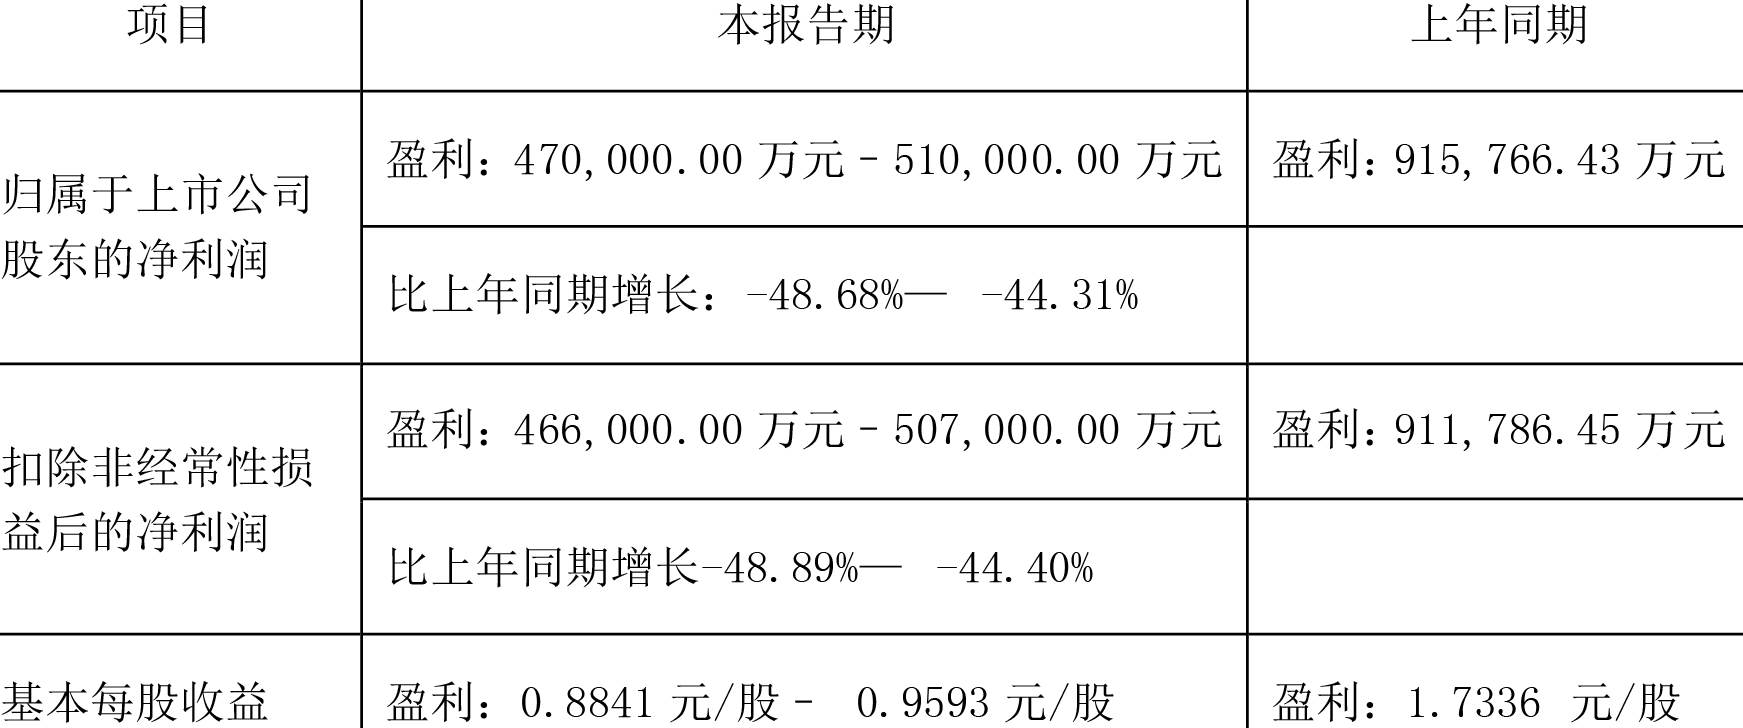 项目 本报告期 上年同期
盈利：470,000.00 万元–510,000.00 万元 盈利：915,766.43 万元
归属于上市公司
股东的净利润
比上年同期增长：-48.68%— -44.31%
盈利：466,000.00 万元–507,000.00 万元 盈利：911,786.45 万元
扣除非经常性损
益后的净利润
比上年同期增长-48.89%— -44.40%
基本每股收益 盈利：0.8841 元/股– 0.9593 元/股 盈利：1.7336 元/股